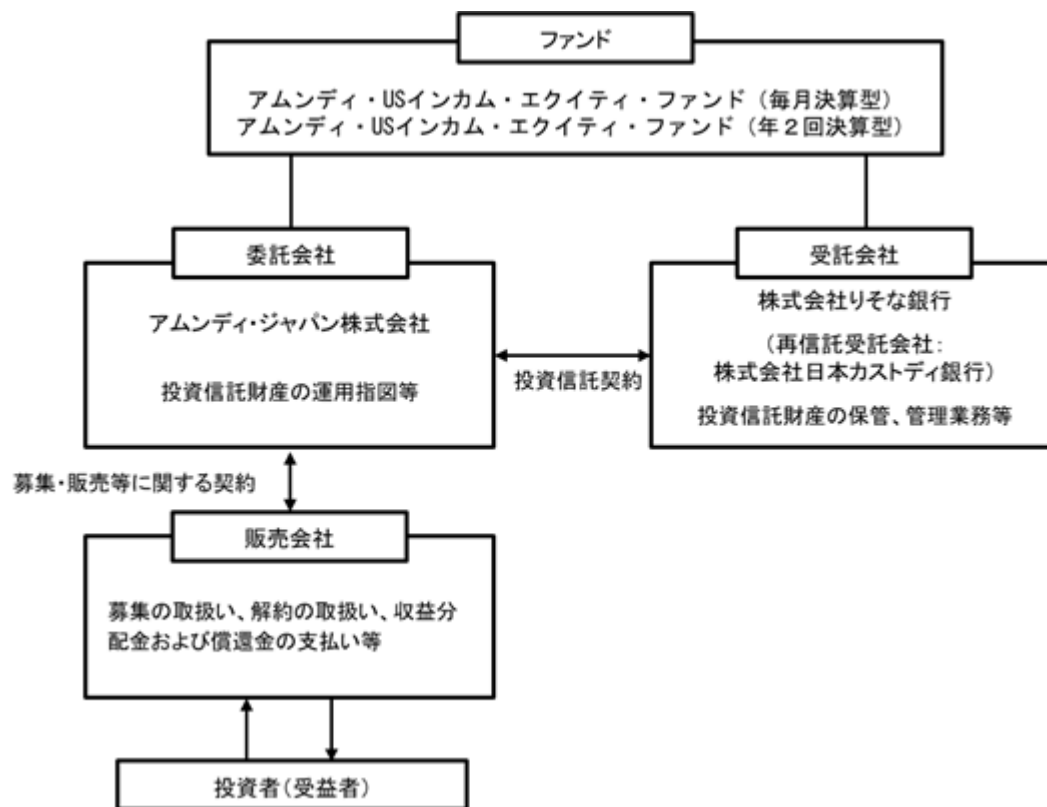 ファンド
アムンディ・USインカム・エクイティ・ファンド（毎月決算型）
アムンディ・USインカム・エクイティ・ファンド（年２回決算型）
委託会社
アムンディ・ジャパン株式会社
投資信託財産の運用指図等
投資信託契約
受託会社
株式会社りそな銀行
（再信託受託会社：
株式会社日本カストディ銀行）
投資信託財産の保管、管理業務等
募集・販売等に関する契約
販売会社
募集の取扱い、解約の取扱い、収益分
配金および償還金の支払い等
投資者（受益者）